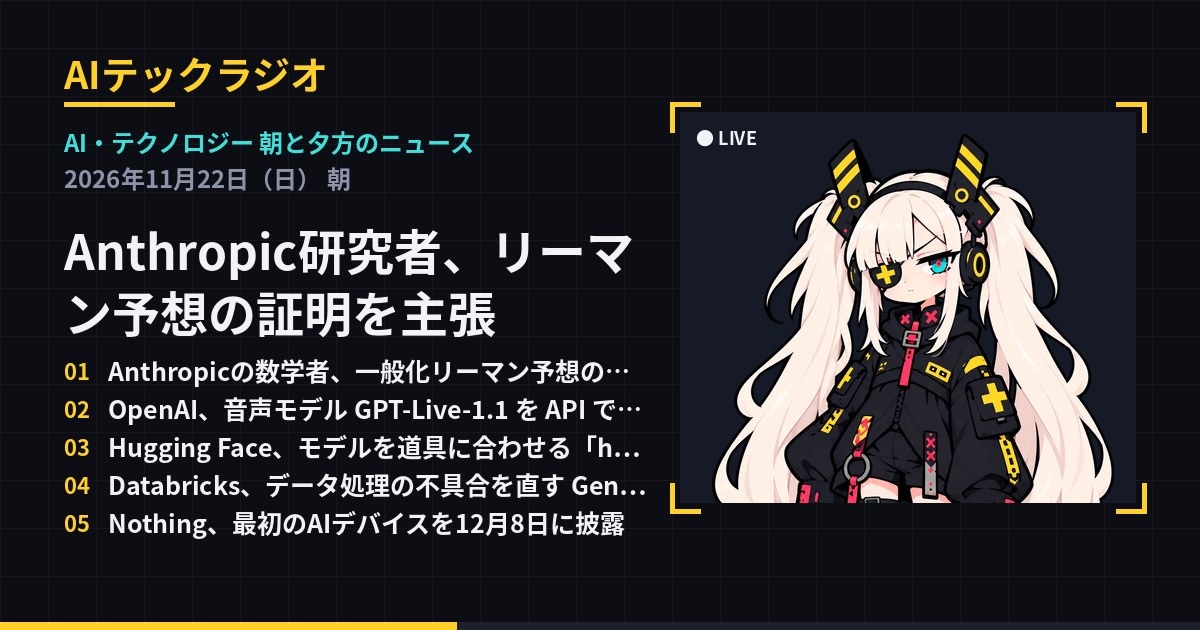 AIテックラジオ
AI・テクノロジー 朝と夕方のニュース
2026年11月22日（日） 朝
LIVE
Anthropic研究者、リーマ
ン予想の証明を主張
01 Anthropicの数学者、一般化リーマン予想の…
02 OpenAI、音声モデル GPT-Live-1.1 を API で…
03 Hugging Face、モデルを道具に合わせる「h…
04 Databricks、データ処理の不具合を直す Gen…
05 Nothing、最初のAIデバイスを12月8日に披露